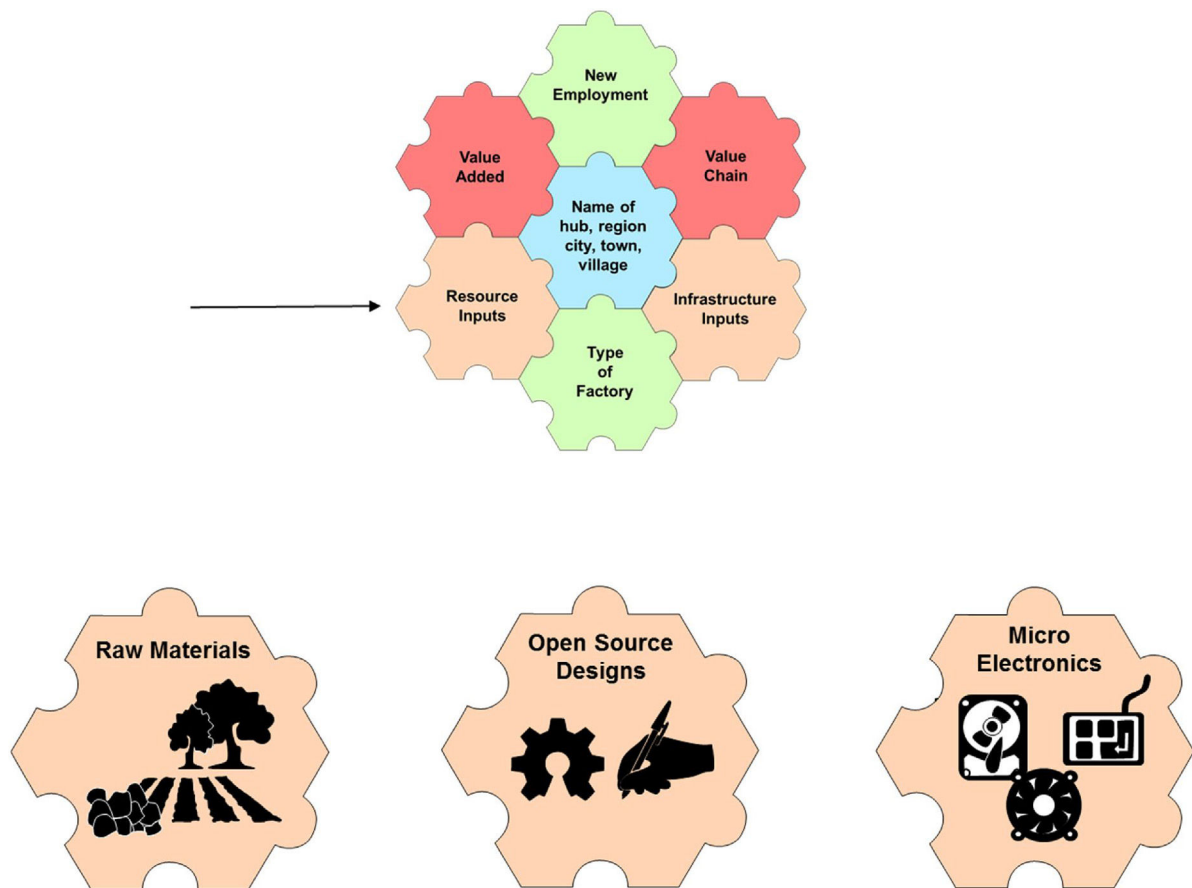 New
Employment
Value
Added
Value
Chain
Name of
hub, region
city, town,
village
Resource
Inputs
Infrastructure
Inputs
Type
of
Factory
Raw Materials
Open Source
Designs
Micro
Electronics